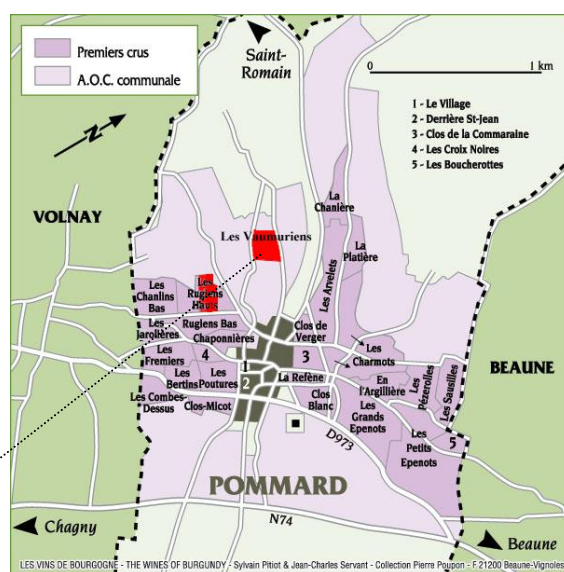 Premiers crus
A.O.C. communale
Saint-
Romain
0
1 km
1 - Le Village
2 - Derrière St-Jean
3 - Clos de la Commaraine
4 - Les Croix Noires
5 - Les Boucherottes
N
VOLNAY
BEAUNE
La
Chanière
La
Platière
Les Vaumuriens
Les Arvelets
Les
Rugiens
Hauts
Les
Chanlins
Bas
Les
Jarolières
Rugiens Bas
Chaponnières
Clos de
Verger
3
Les
Charmots
Les
Fremiers
4
1
2
La Refène
En
l'Argillière
Les
Pézerolles
Les Sausilles
Les
Bertins
Les
Poutures
Les Combes-
Dessus
Clos-Micot
Clos
Blanc
Les
Grands
Epenots
Les
Petits
Epenots
5
D973
POMMARD
N74
Chagny
Beaune
LES VINS DE BOURGOGNE - THE WINES OF BURGUNDY - Sylvain Pitiot & Jean-Charles Servant - Collection Pierre Poupon - F 21200 Beaune-Vignoles